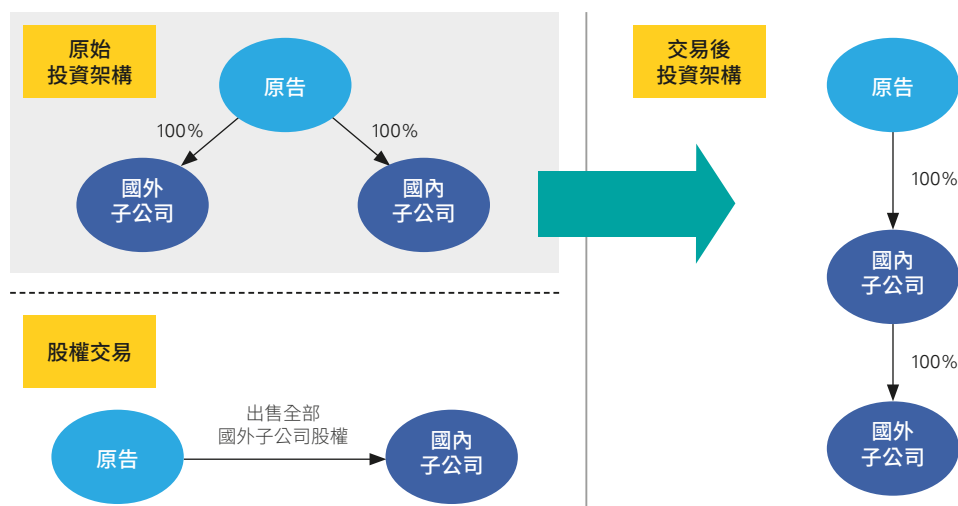 原始
投資架構
原告
100%
100%
國外
子公司
國內
子公司
股權交易
原告
出售全部
國外子公司股權
國內
子公司
交易後
投資架構
原告
100%
國內
子公司
100%
國外
子公司